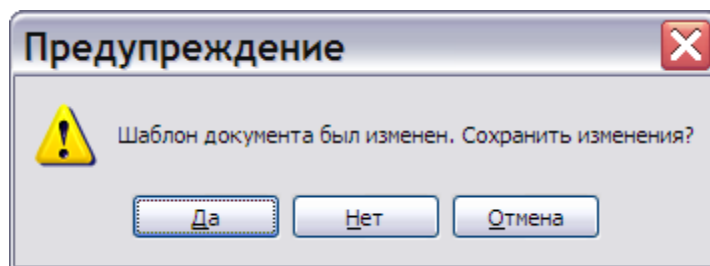 Предупреждение
Шаблон документа был изменен. Сохранить изменения?
Да Нет Отмена